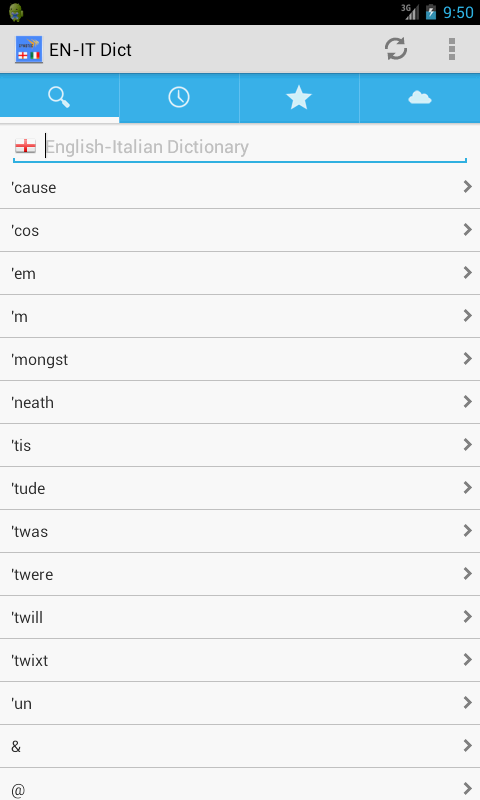 3G 9:50
EN-IT Dict
English-Italian Dictionary
'cause
'cos
'em
'm
'mongst
'neath
'tis
'tude
'twas
'twere
'twill
'twixt
'un
&
@